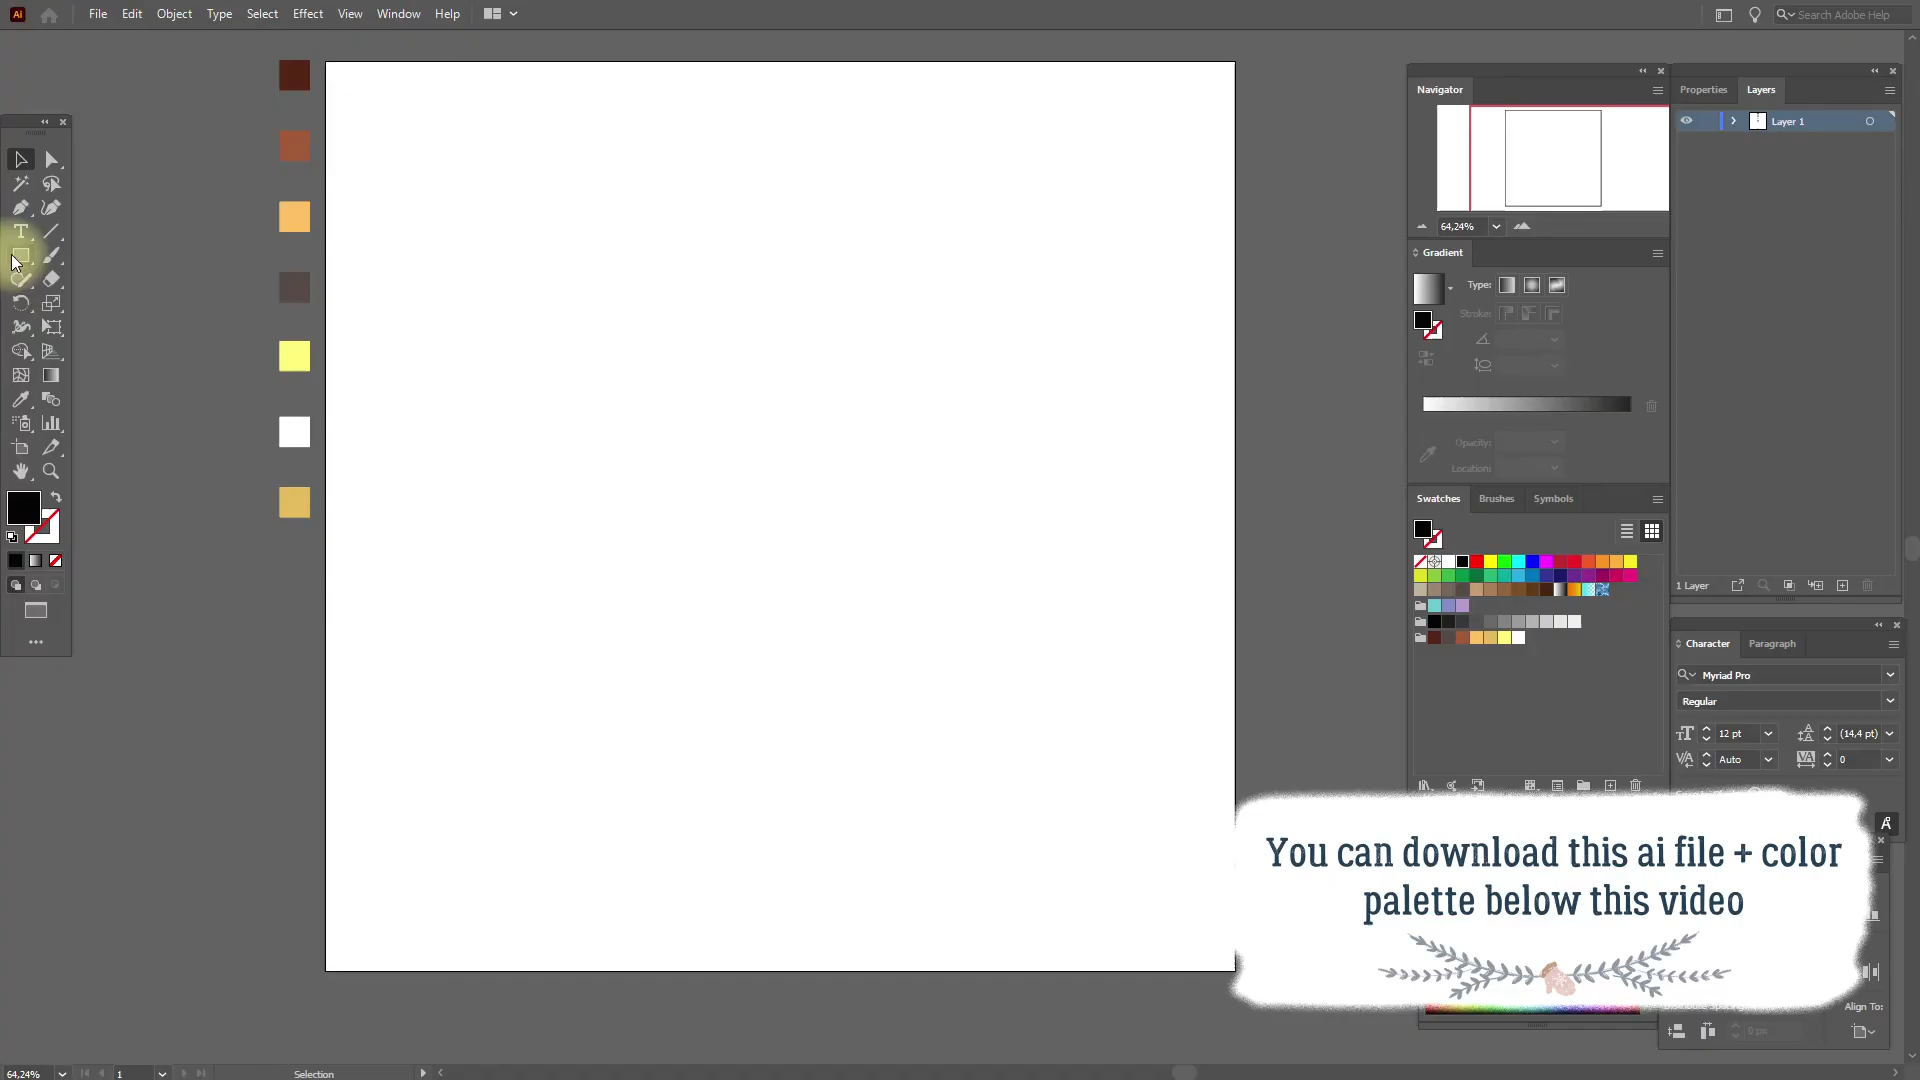 Ai File Edit Object Type Select Effect View Window Help Search Adobe Help
Navigator
Properties Layers
Layer 1
64,24%
Gradient
Type:
Stroke:
Opacity:
Location:
Swatches Brushes Symbols
1 Layer
Character Paragraph
Myriad Pro
Regular
12 pt (14,4 pt)
Auto 0
You can download this ai file + color
palette below this video
Align To:
0 px
64,24% 1 Selection